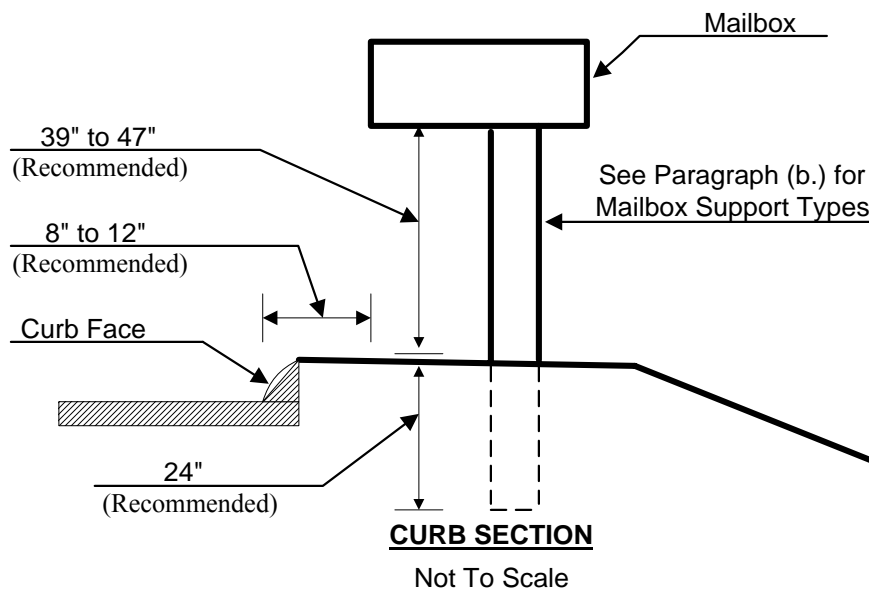 Mailbox
39" to 47"
(Recommended)
See Paragraph (b.) for
Mailbox Support Types
8" to 12"
(Recommended)
Curb Face
24"
(Recommended)
CURB SECTION
Not To Scale